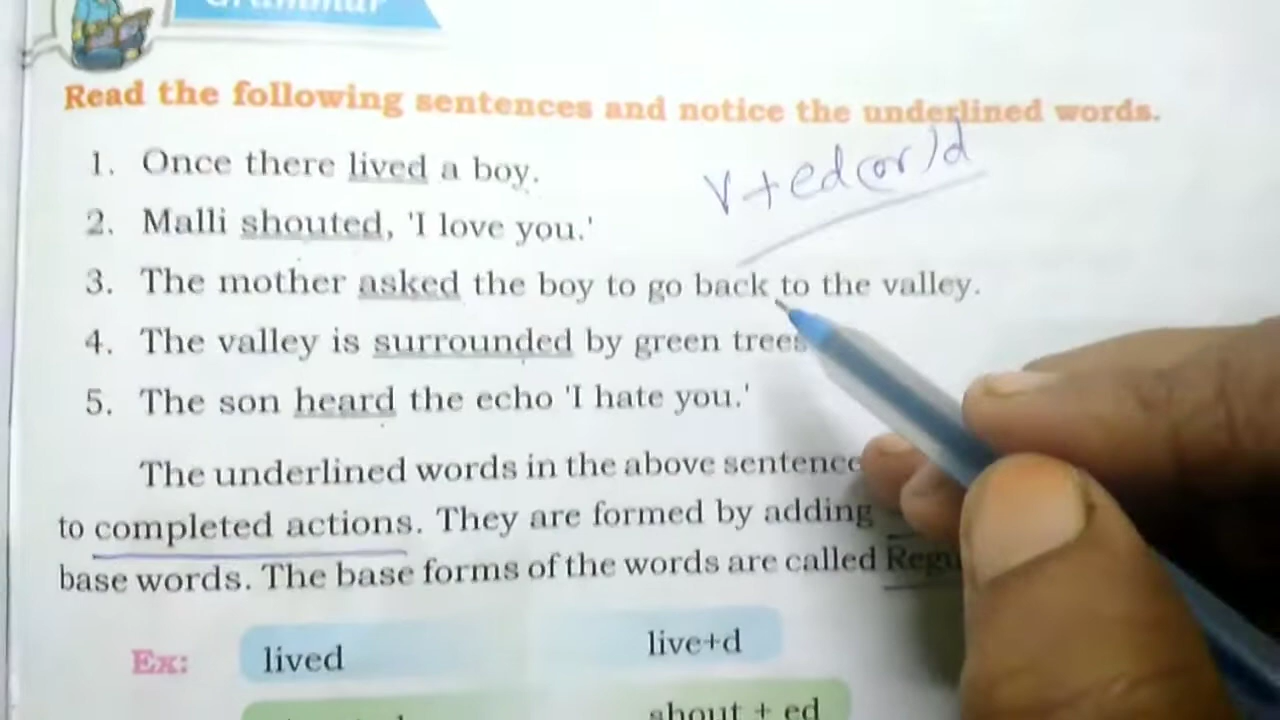 Grammar
Read the following sentences and notice the underlined words.
V+ed(or)d
1. Once there lived a boy.
2. Malli shouted, 'I love you.'
3. The mother asked the boy to go back to the valley.
4. The valley is surrounded by green trees
5. The son heard the echo 'I hate you.'
The underlined words in the above sentence
to completed actions. They are formed by adding
base words. The base forms of the words are called Regu
Ex: lived live+d
shout + ed